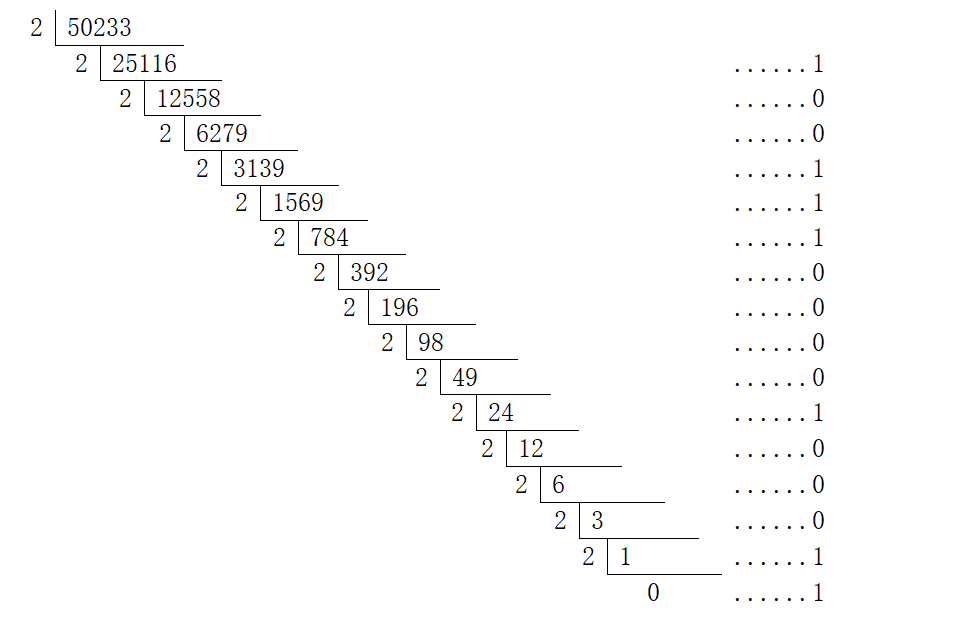 2 50233
2 25116 ......1
2 12558 ......0
2 6279 ......0
2 3139 ......1
2 1569 ......1
2 784 ......1
2 392 ......0
2 196 ......0
2 98 ......0
2 49 ......0
2 24 ......1
2 12 ......0
2 6 ......0
2 3 ......0
2 1 ......1
0 ......1